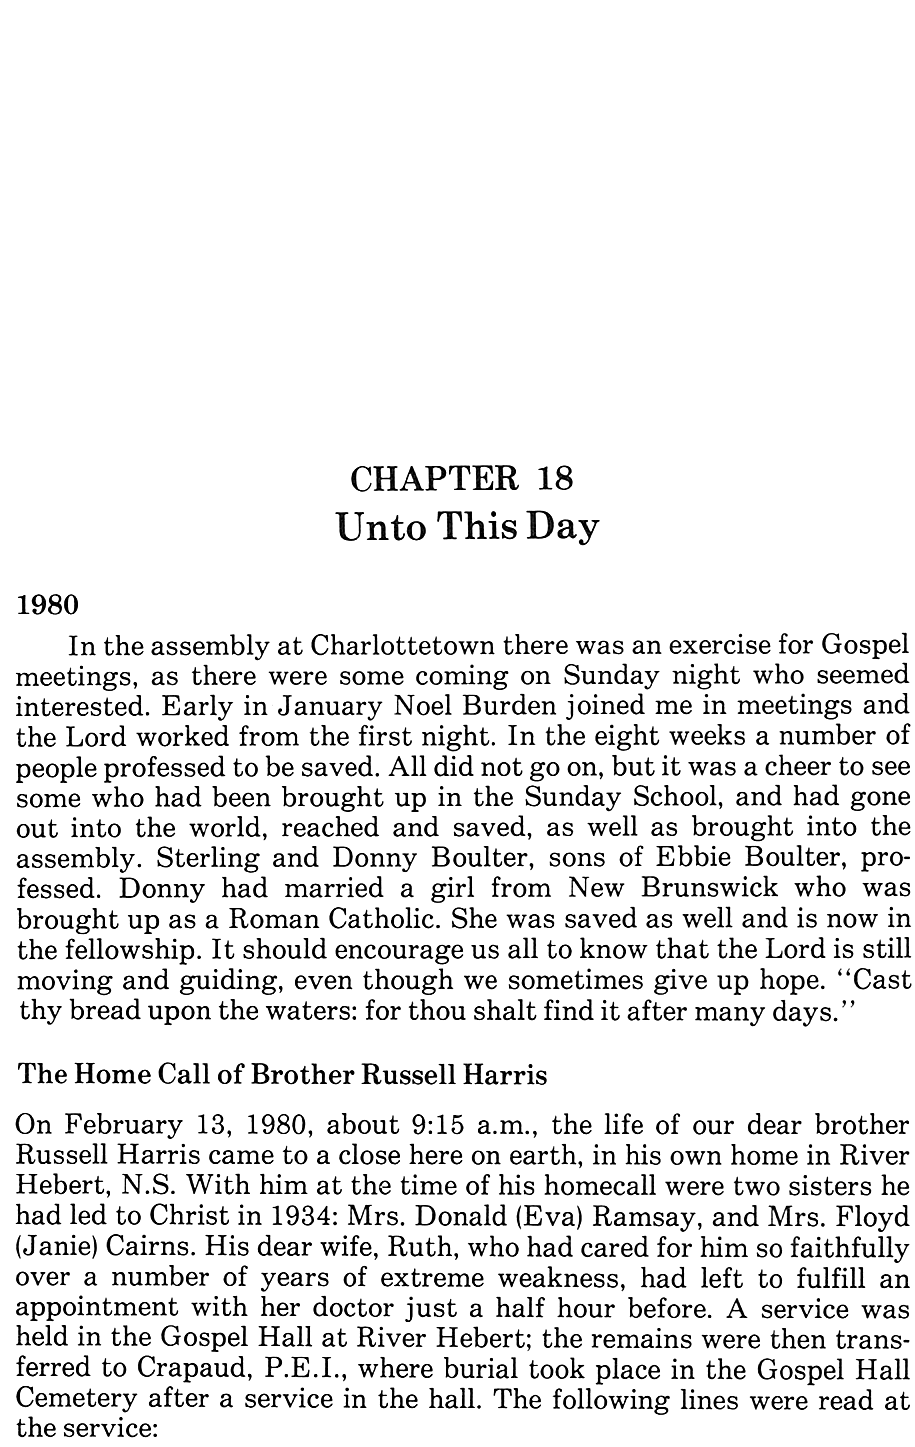 CHAPTER 18
Unto This Day
1980
In the assembly at Charlottetown there was an exercise for Gospel
meetings, as there were some coming on Sunday night who seemed
interested. Early in January Noel Burden joined me in meetings and
the Lord worked from the first night. In the eight weeks a number of
people professed to be saved. All did not go on, but it was a cheer to see
some who had been brought up in the Sunday School, and had gone
out into the world, reached and saved, as well as brought into the
assembly. Sterling and Donny Boulter, sons of Ebbie Boulter, pro-
fessed. Donny had married a girl from New Brunswick who was
brought up as a Roman Catholic. She was saved as well and is now in
the fellowship. It should encourage us all to know that the Lord is still
moving and guiding, even though we sometimes give up hope. ‘‘Cast
thy bread upon the waters: for thou shalt find it after many days.’’
The Home Call of Brother Russell Harris
On February 13, 1980, about 9:15 a.m., the life of our dear brother
Russell Harris came to a close here on earth, in his own home in River
Hebert, N.S. With him at the time of his homecall were two sisters he
had led to Christ in 1934: Mrs. Donald (Eva) Ramsay, and Mrs. Floyd
(Janie) Cairns. His dear wife, Ruth, who had cared for him so faithfully
over a number of years of extreme weakness, had left to fulfill an
appointment with her doctor just a half hour before. A service was
held in the Gospel Hall at River Hebert; the remains were then trans-
ferred to Crapaud, P.E.I., where burial took place in the Gospel Hall
Cemetery after a service in the hall. The following lines were read at
the service: